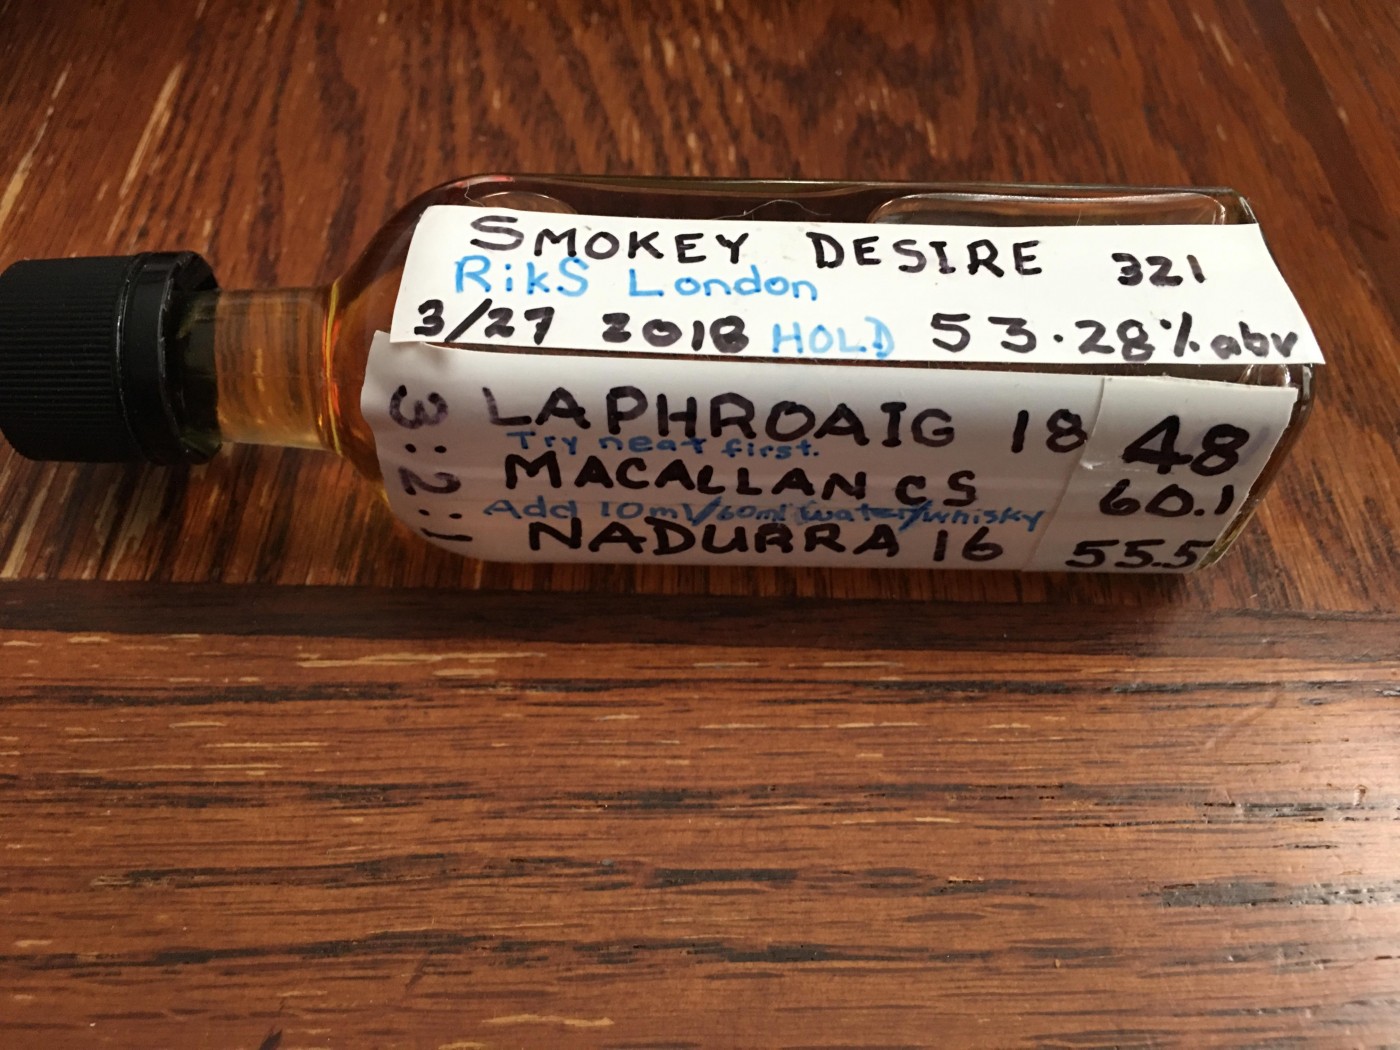 SMOKEY DESIRE 321
RikS London
3/27 2018 HOLD 53.28% abv
3 LAPHROAIG 18 48
: Try neat first.
2 MACALLAN CS 60.1
: Add 10ml/60ml water/whisky
1 NADURRA 16 55.5